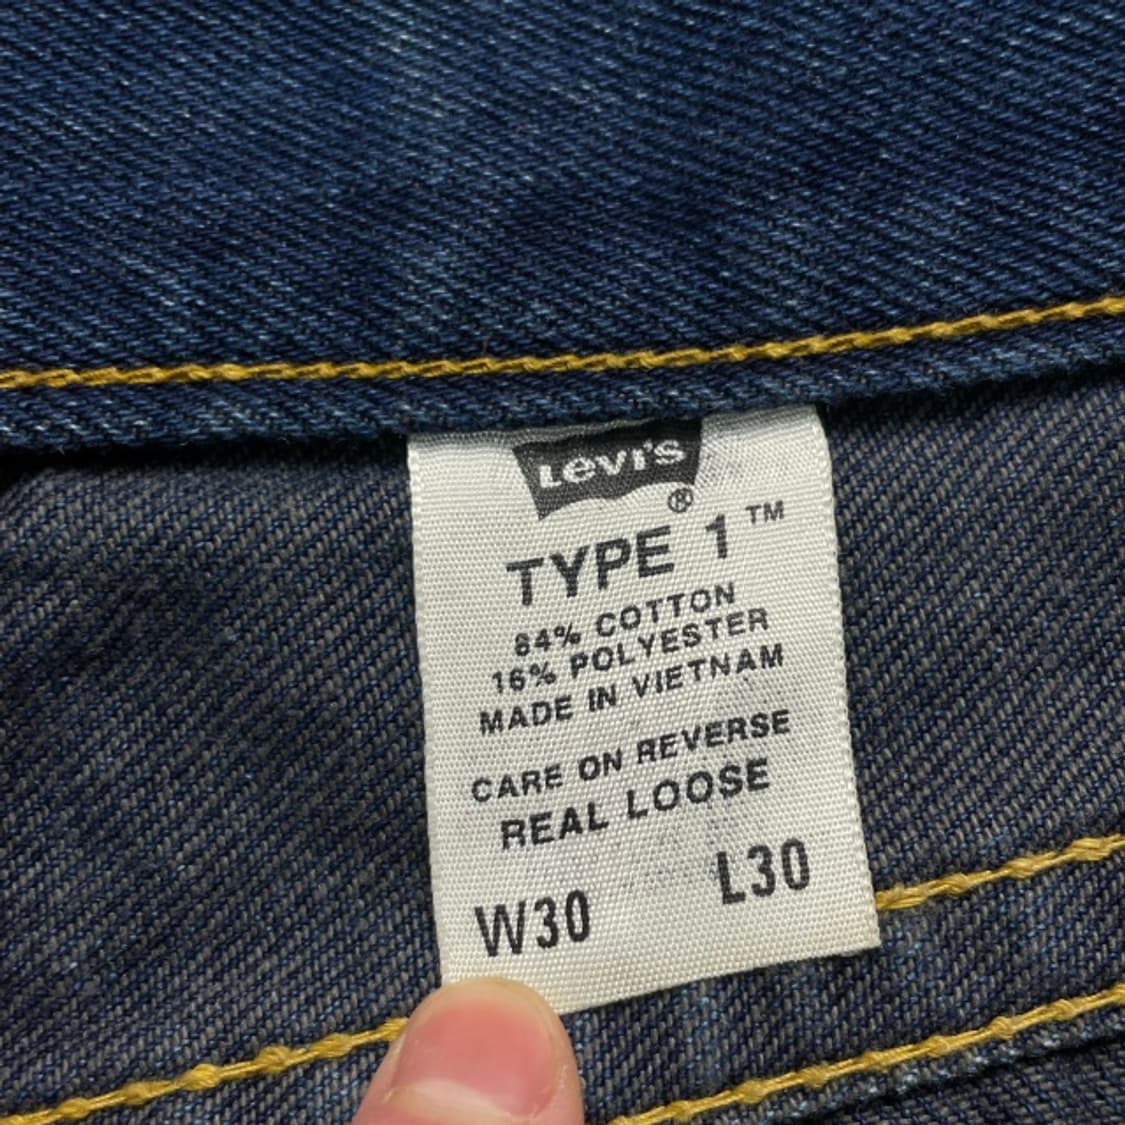 Levi's
®
TYPE 1™
84% COTTON
16% POLYESTER
MADE IN VIETNAM
CARE ON REVERSE
REAL LOOSE
W30 L30